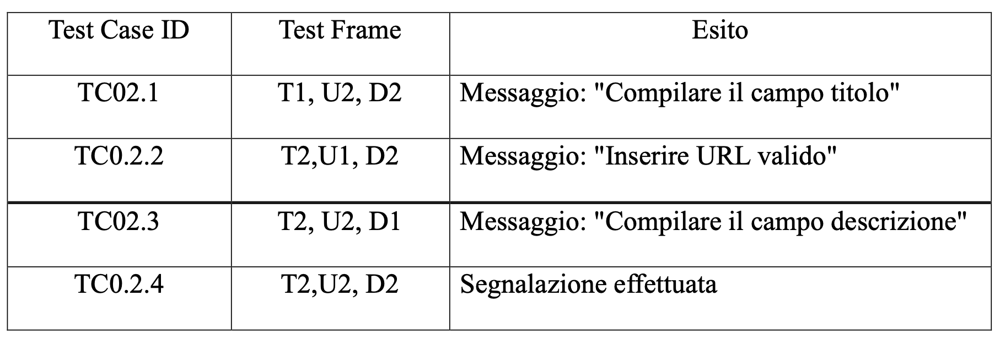 Test Case ID Test Frame Esito
TC02.1 T1, U2, D2 Messaggio: "Compilare il campo titolo"
TC0.2.2 T2,U1, D2 Messaggio: "Inserire URL valido"
TC02.3 T2, U2, D1 Messaggio: "Compilare il campo descrizione"
TC0.2.4 T2,U2, D2 Segnalazione effettuata